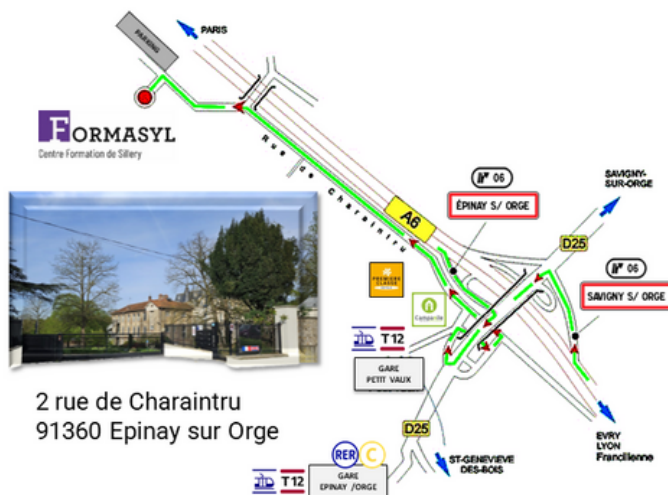 PARIS
PARKING
FORMASYL
Centre Formation de Sillery
Rue de Charaintru
A6
N° 06
ÉPINAY S/ ORGE
SAVIGNY-
SUR-ORGE
D25
N° 06
SAVIGNY S/ ORGE
PREMIERE
CLASSE
Campanile
T12
GARE
PETIT VAUX
2 rue de Charaintru
91360 Epinay sur Orge
D25
ST-GENEVIEVE
DES-BOIS
EVRY
LYON
Francilienne
RER C
T12
GARE
EPINAY /ORGE